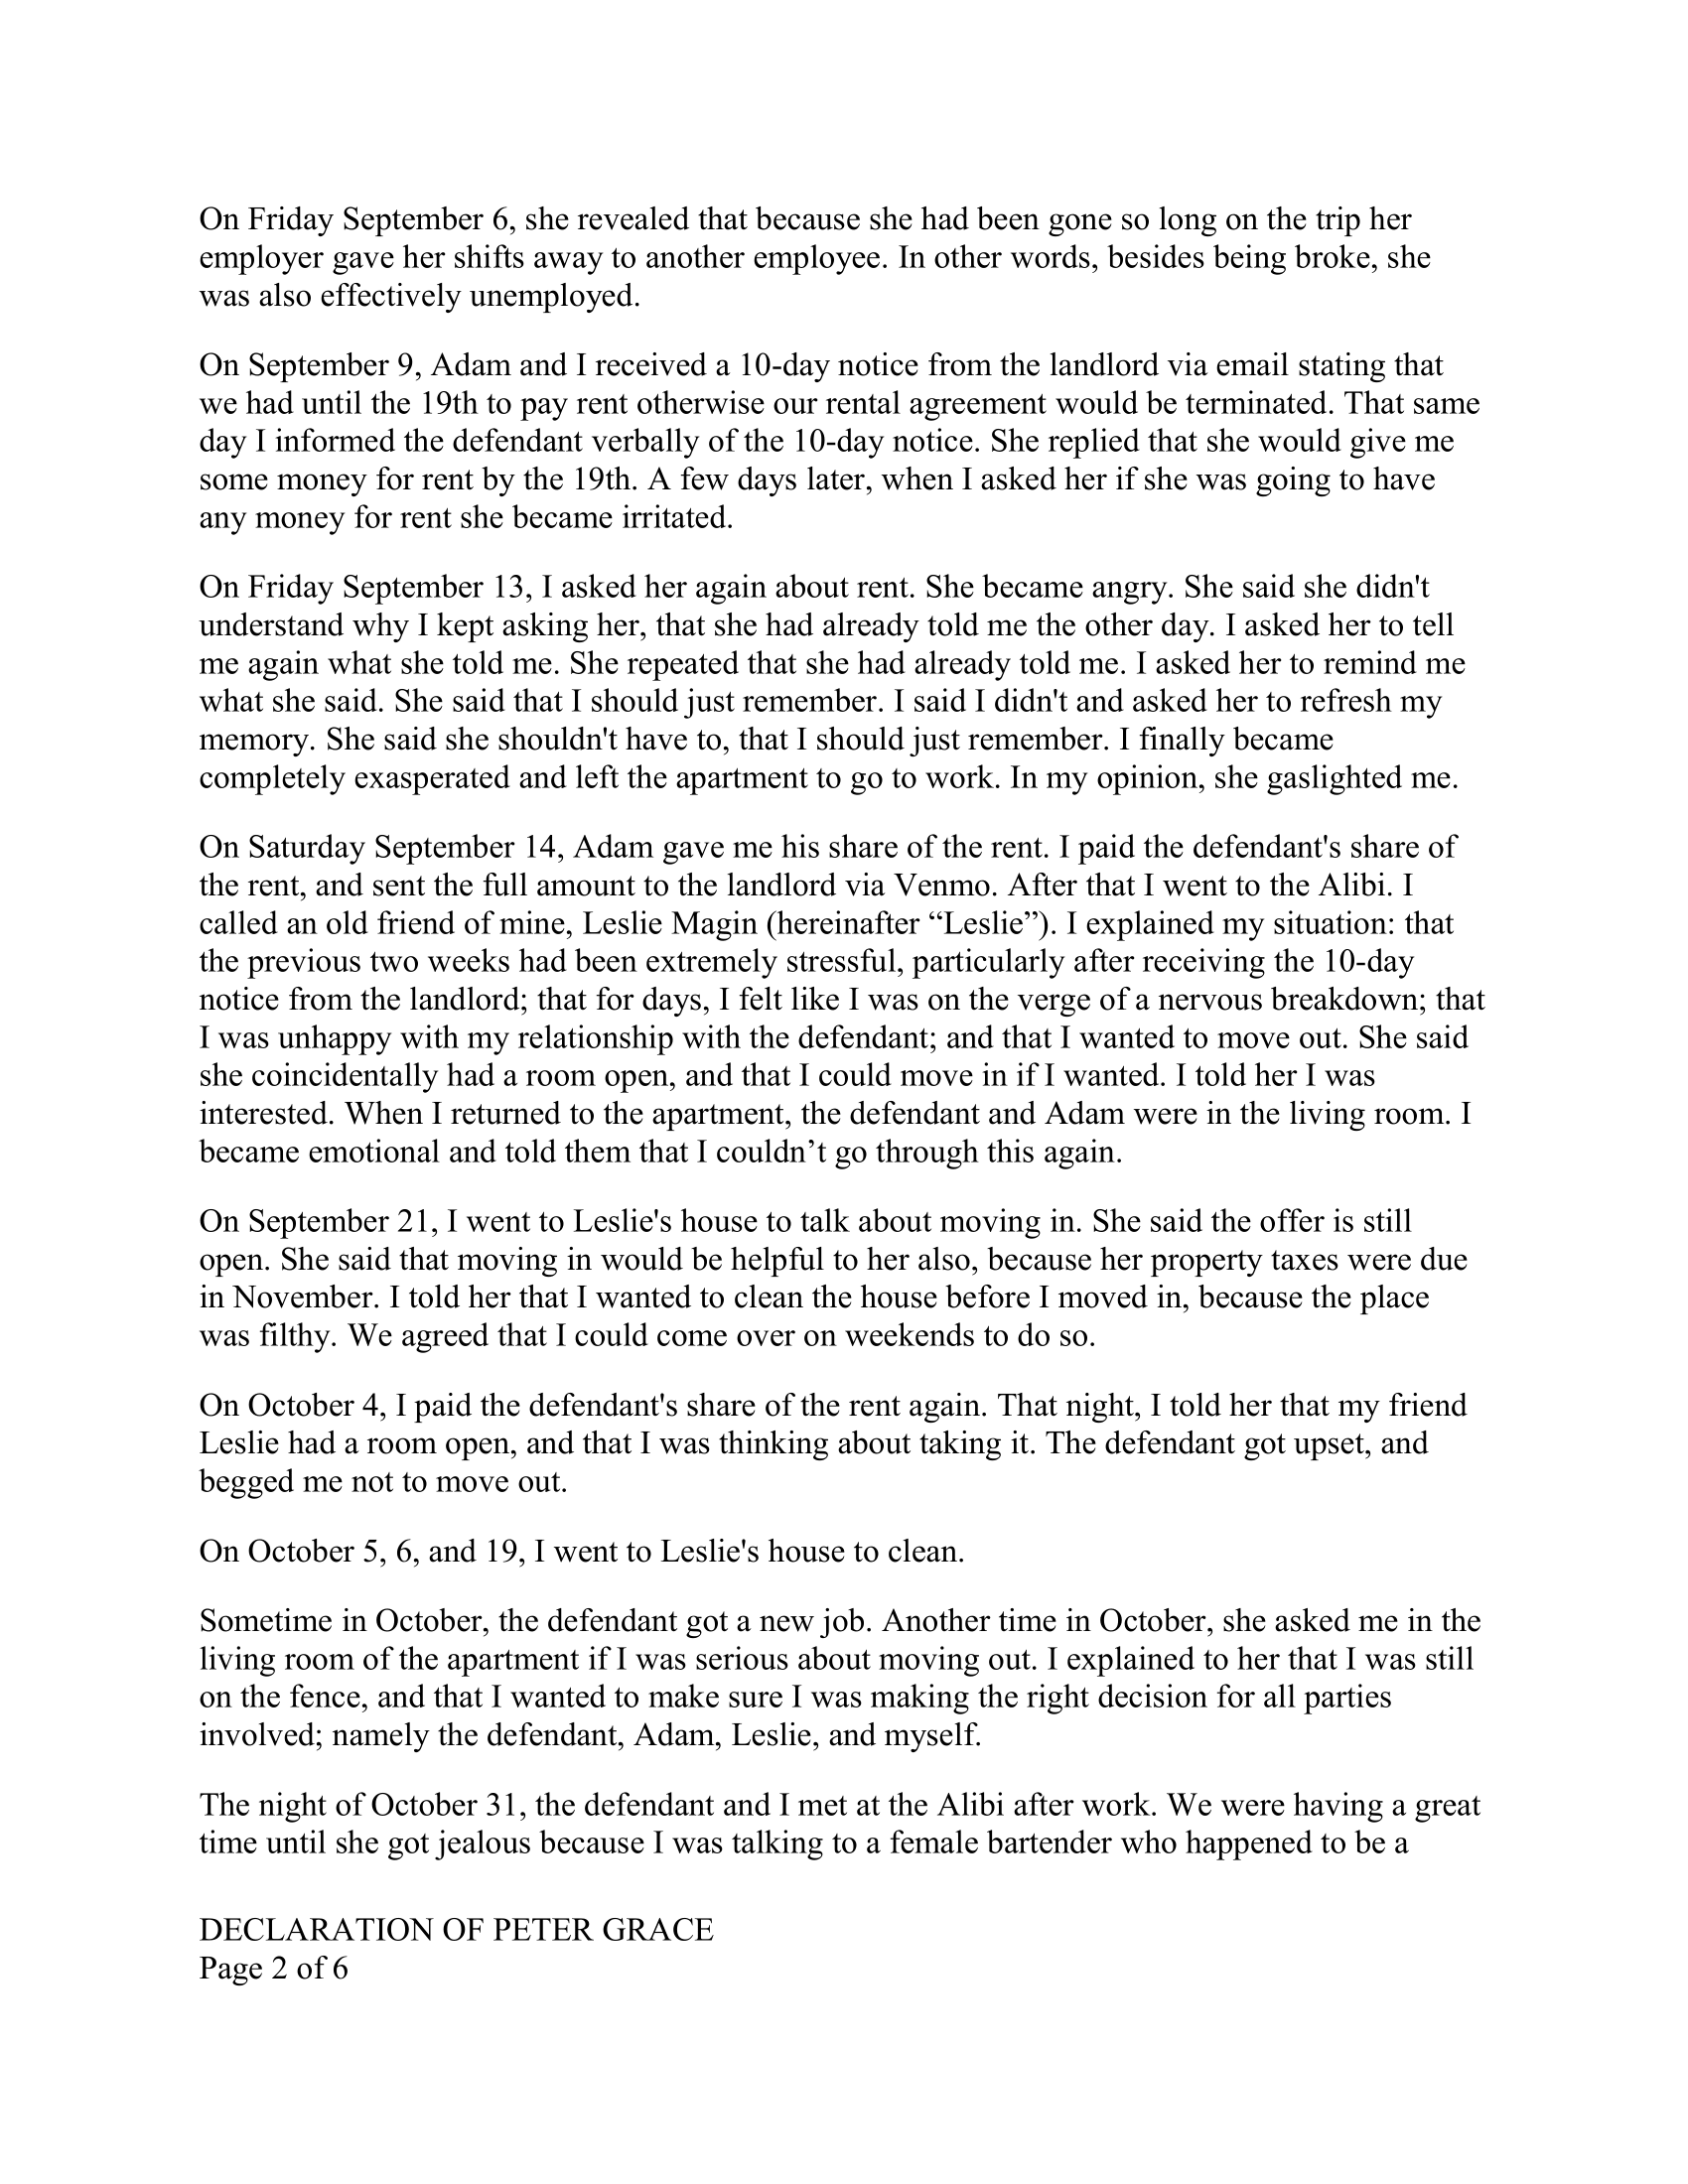 On Friday September 6, she revealed that because she had been gone so long on the trip her
employer gave her shifts away to another employee. In other words, besides being broke, she
was also effectively unemployed.
On September 9, Adam and I received a 10-day notice from the landlord via email stating that
we had until the 19th to pay rent otherwise our rental agreement would be terminated. That same
day I informed the defendant verbally of the 10-day notice. She replied that she would give me
some money for rent by the 19th. A few days later, when I asked her if she was going to have
any money for rent she became irritated.
On Friday September 13, I asked her again about rent. She became angry. She said she didn't
understand why I kept asking her, that she had already told me the other day. I asked her to tell
me again what she told me. She repeated that she had already told me. I asked her to remind me
what she said. She said that I should just remember. I said I didn't and asked her to refresh my
memory. She said she shouldn't have to, that I should just remember. I finally became
completely exasperated and left the apartment to go to work. In my opinion, she gaslighted me.
On Saturday September 14, Adam gave me his share of the rent. I paid the defendant's share of
the rent, and sent the full amount to the landlord via Venmo. After that I went to the Alibi. I
called an old friend of mine, Leslie Magin (hereinafter “Leslie”). I explained my situation: that
the previous two weeks had been extremely stressful, particularly after receiving the 10-day
notice from the landlord; that for days, I felt like I was on the verge of a nervous breakdown; that
I was unhappy with my relationship with the defendant; and that I wanted to move out. She said
she coincidentally had a room open, and that I could move in if I wanted. I told her I was
interested. When I returned to the apartment, the defendant and Adam were in the living room. I
became emotional and told them that I couldn’t go through this again.
On September 21, I went to Leslie's house to talk about moving in. She said the offer is still
open. She said that moving in would be helpful to her also, because her property taxes were due
in November. I told her that I wanted to clean the house before I moved in, because the place
was filthy. We agreed that I could come over on weekends to do so.
On October 4, I paid the defendant's share of the rent again. That night, I told her that my friend
Leslie had a room open, and that I was thinking about taking it. The defendant got upset, and
begged me not to move out.
On October 5, 6, and 19, I went to Leslie's house to clean.
Sometime in October, the defendant got a new job. Another time in October, she asked me in the
living room of the apartment if I was serious about moving out. I explained to her that I was still
on the fence, and that I wanted to make sure I was making the right decision for all parties
involved; namely the defendant, Adam, Leslie, and myself.
The night of October 31, the defendant and I met at the Alibi after work. We were having a great
time until she got jealous because I was talking to a female bartender who happened to be a
DECLARATION OF PETER GRACE
Page 2 of 6